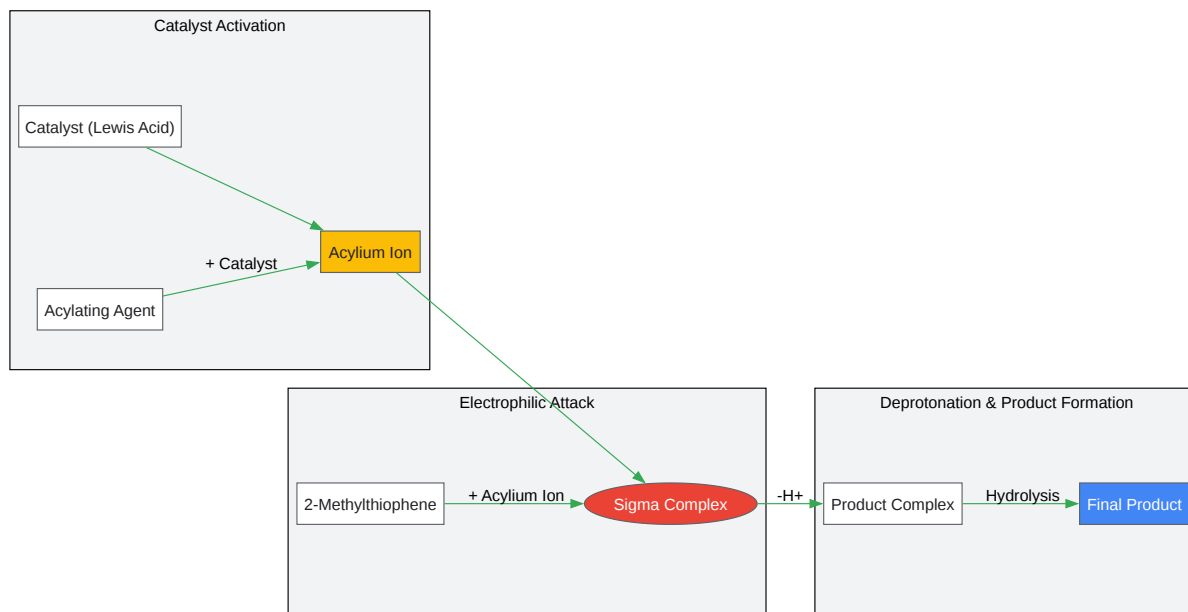 Catalyst Activation
Catalyst (Lewis Acid)
Acylium Ion
+ Catalyst
Acylating Agent
Electrophilic Attack
2-Methylthiophene
+ Acylium Ion
Sigma Complex
-H+
Deprotonation & Product Formation
Product Complex
Hydrolysis
Final Product